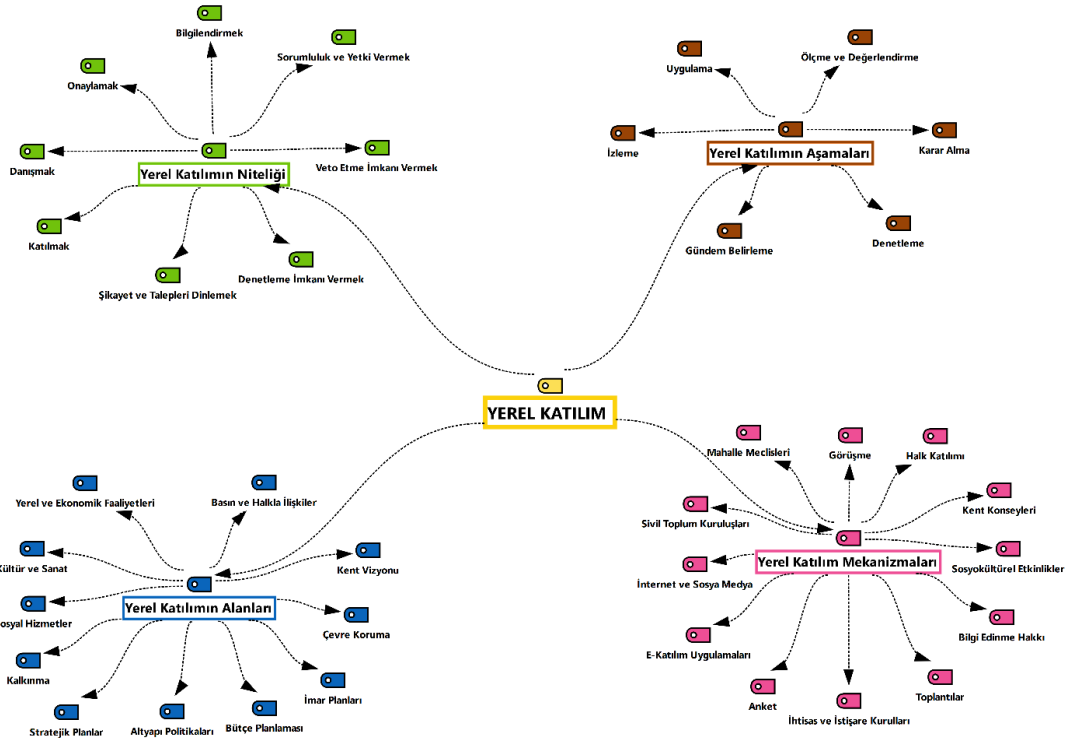 Bilgilendirmek
Sorumluluk ve Yetki Vermek
Onaylamak
Danışmak
Veto Etme İmkanı Vermek
Yerel Katılımın Niteliği
Katılmak
Şikayet ve Talepleri Dinlemek
Denetleme İmkanı Vermek
Uygulama
Ölçme ve Değerlendirme
İzleme
Karar Alma
Yerel Katılımın Aşamaları
Gündem Belirleme
Denetleme
YEREL KATILIM
Yerel ve Ekonomik Faaliyetleri
Basın ve Halkla İlişkiler
Kültür ve Sanat
Kent Vizyonu
Yerel Katılımın Alanları
osyal Hizmetler
Çevre Koruma
Kalkınma
İmar Planları
Stratejik Planlar
Altyapı Politikaları
Bütçe Planlaması
Mahalle Meclisleri
Görüşme
Halk Katılımı
Kent Konseyleri
Sivil Toplum Kuruluşları
Yerel Katılım Mekanizmaları
Sosyokültürel Etkinlikler
İnternet ve Sosya Medya
Bilgi Edinme Hakkı
E-Katılım Uygulamaları
Anket
İhtisas ve İstişare Kurulları
Toplantılar